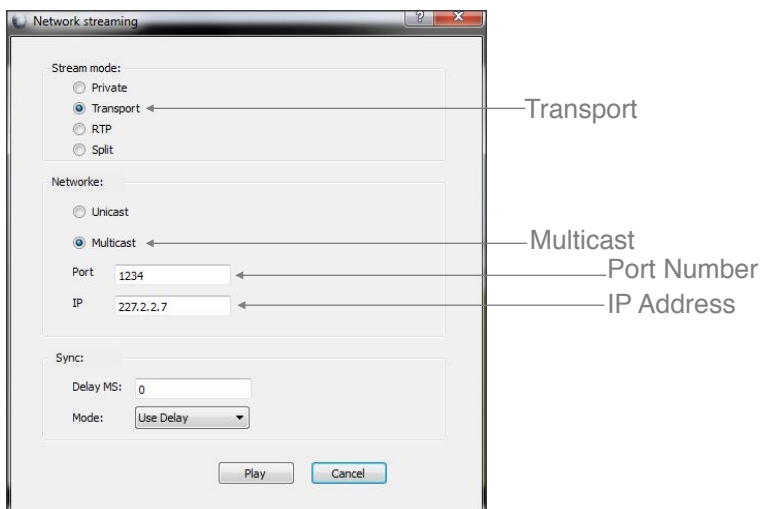 Network streaming
Stream mode:
Private
Transport
Transport
RTP
Split
Networke:
Unicast
Multicast
Multicast
Port 1234
Port Number
IP 227.2.2.7
IP Address
Sync:
Delay MS: 0
Mode: Use Delay
Play Cancel